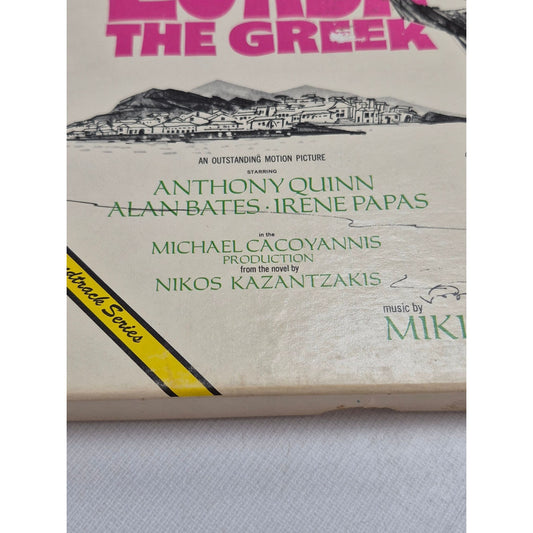 THE GREEK
AN OUTSTANDING MOTION PICTURE
STARRING
ANTHONY QUINN
ALAN BATES · IRENE PAPAS
in the
MICHAEL CACOYANNIS
PRODUCTION
from the novel by
NIKOS KAZANTZAKIS
music by
MIKI
dtrack Series